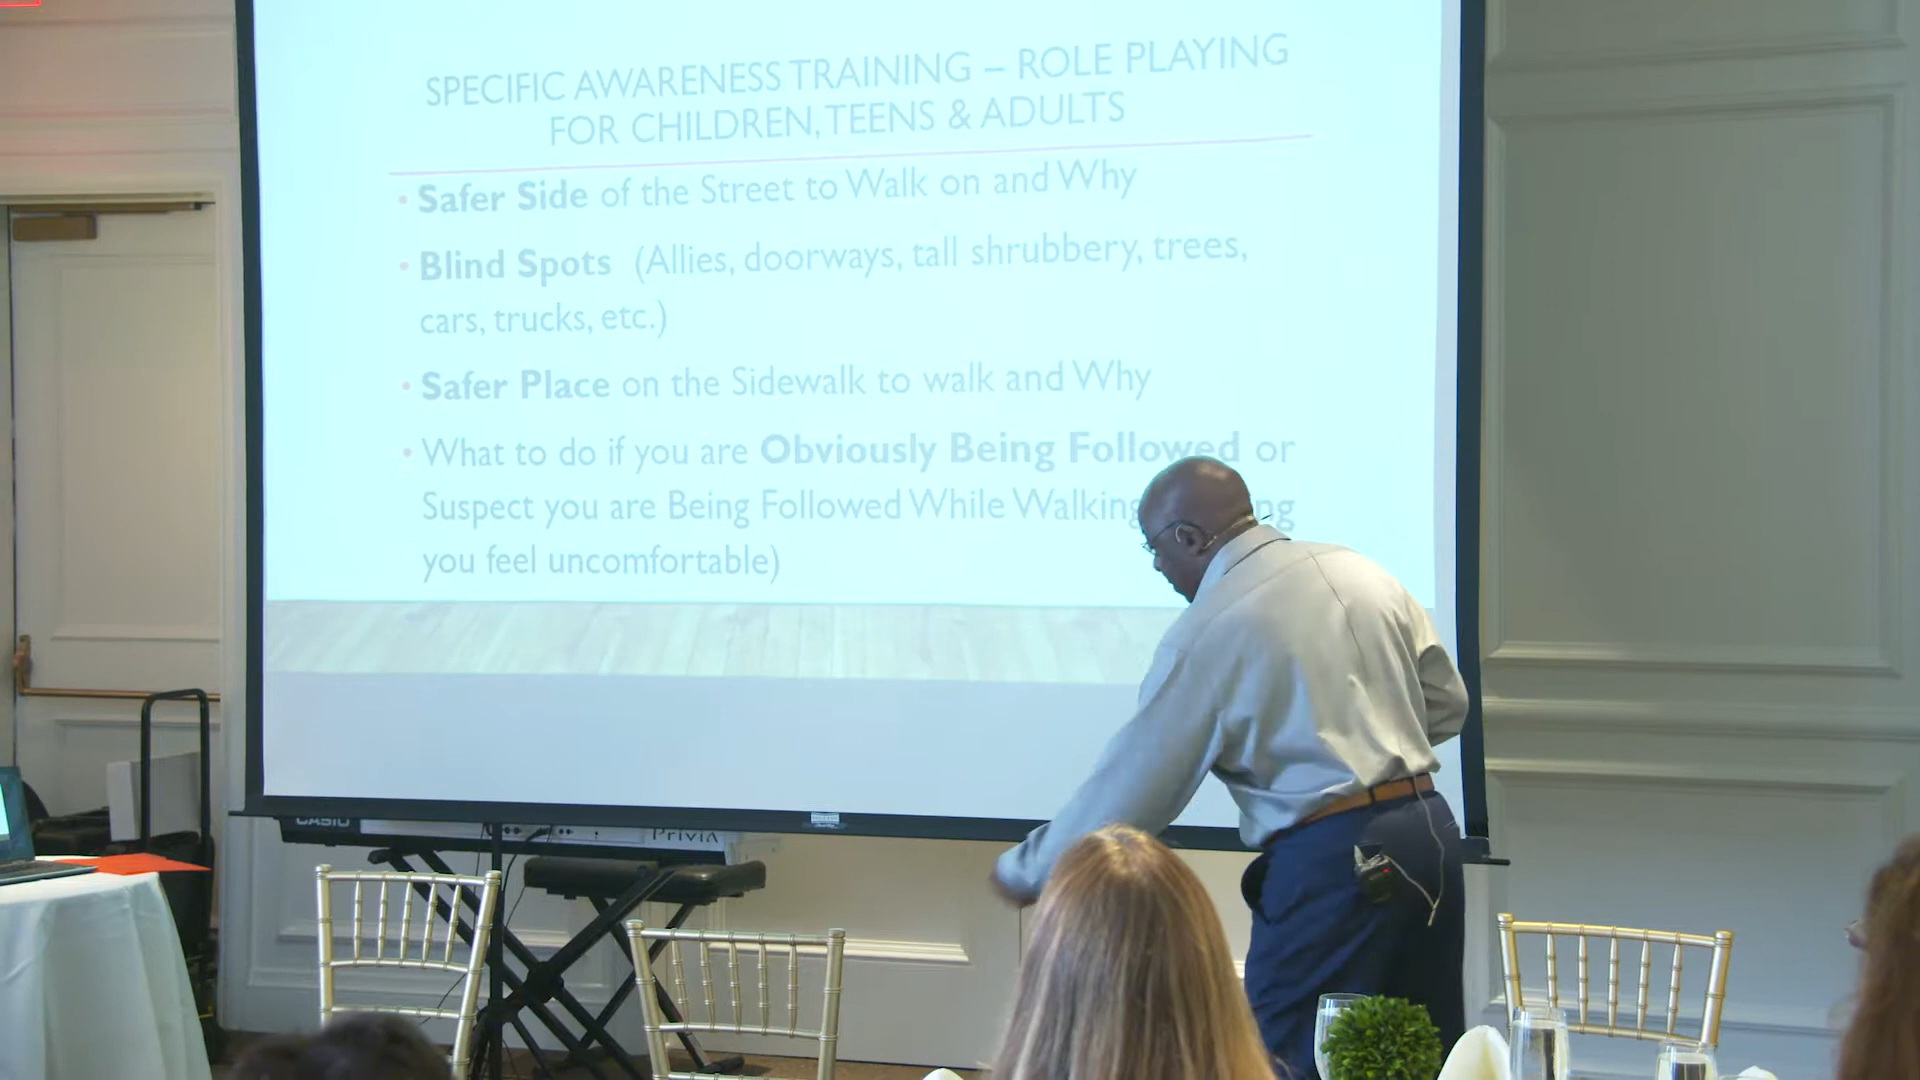 SPECIFIC AWARENESS TRAINING – ROLE PLAYING
FOR CHILDREN, TEENS & ADULTS
• Safer Side of the Street to Walk on and Why
• Blind Spots (Allies, doorways, tall shrubbery, trees,
cars, trucks, etc.)
• Safer Place on the Sidewalk to walk and Why
• What to do if you are Obviously Being Followed or
Suspect you are Being Followed While Walking
you feel uncomfortable)
CASIO
Privia